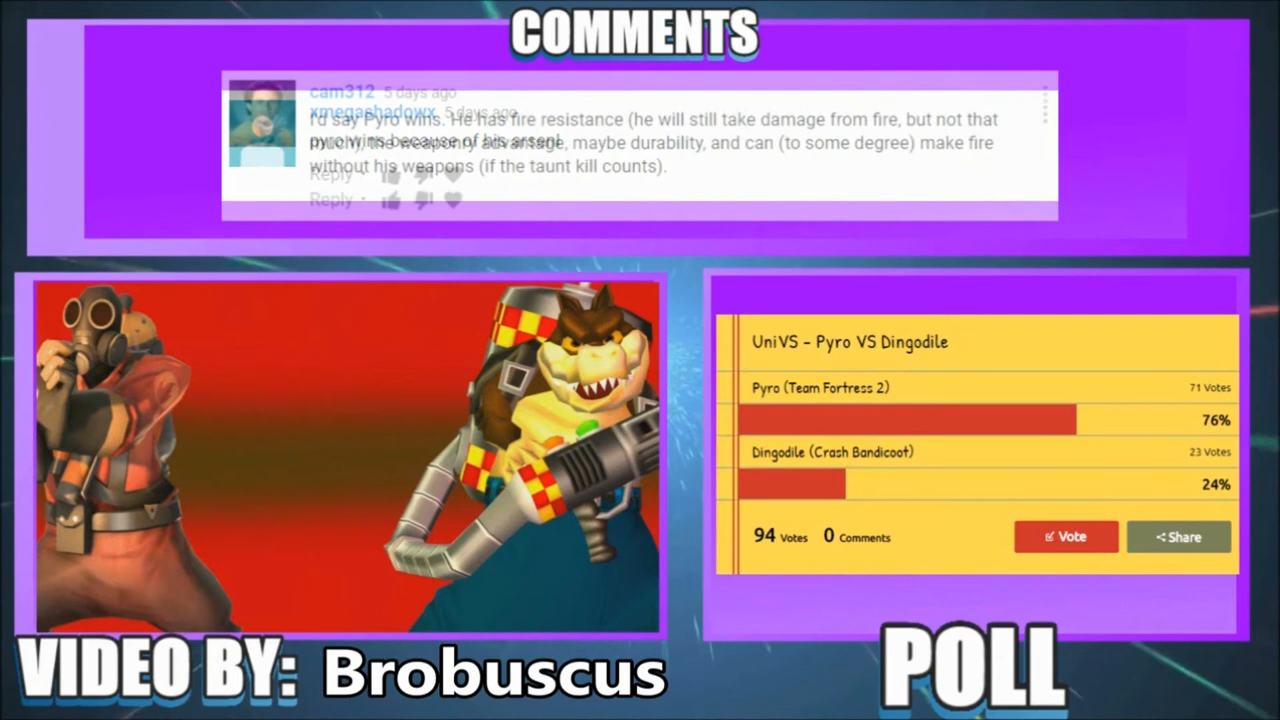 COMMENTS
cam312 5 days ago
xmegashadowx 5 days ago
I'd say Pyro wins. He has fire resistance (he will still take damage from fire, but not that
pyro wins because of his arsenl
much), the weaponry advantage, maybe durability, and can (to some degree) make fire
without his weapons (if the taunt kill counts).
Reply
Reply
UniVS - Pyro VS Dingodile
Pyro (Team Fortress 2) 71 Votes
76%
Dingodile (Crash Bandicoot) 23 Votes
24%
94 Votes 0 Comments Vote Share
VIDEO BY: Brobuscus
POLL